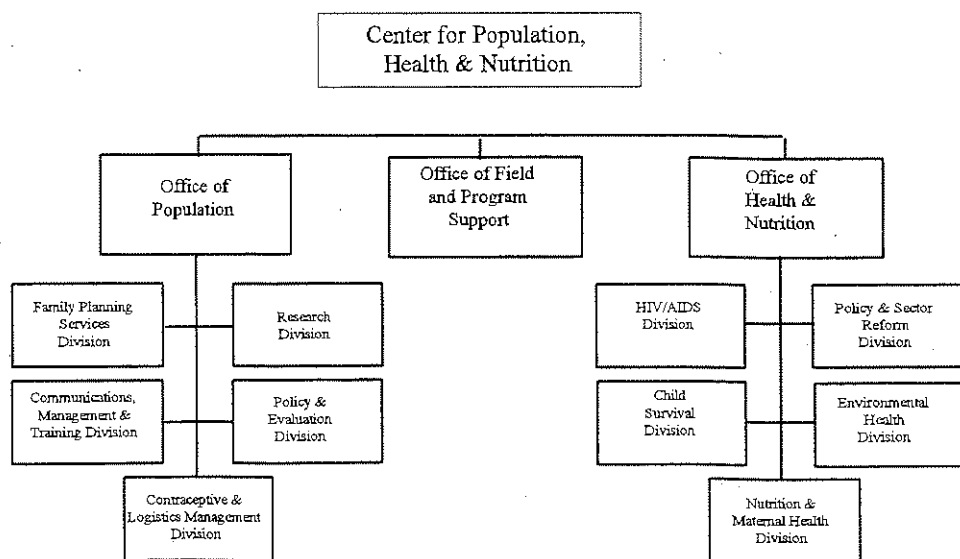 Center for Population,
Health & Nutrition
Office of
Population
Office of Field
and Program
Support
Office of
Health &
Nutrition
Family Planning
Services
Division
Research
Division
HIV/AIDS
Division
Policy & Sector
Reform
Division
Communications,
Management &
Training Division
Policy &
Evaluation
Division
Child
Survival
Division
Environmental
Health
Division
Contraceptive &
Logistics Management
Division
Nutrition &
Maternal Health
Division